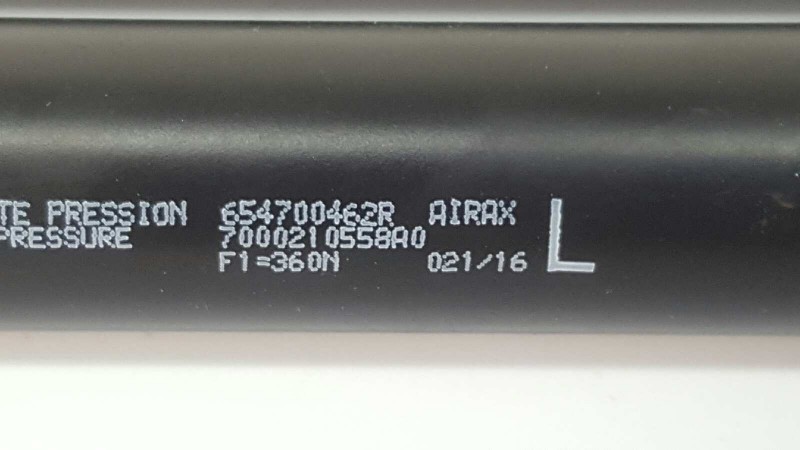 TE PRESSION 654700462R AIRAX L
PRESSURE 7000210558A0
F1=360N 021/16